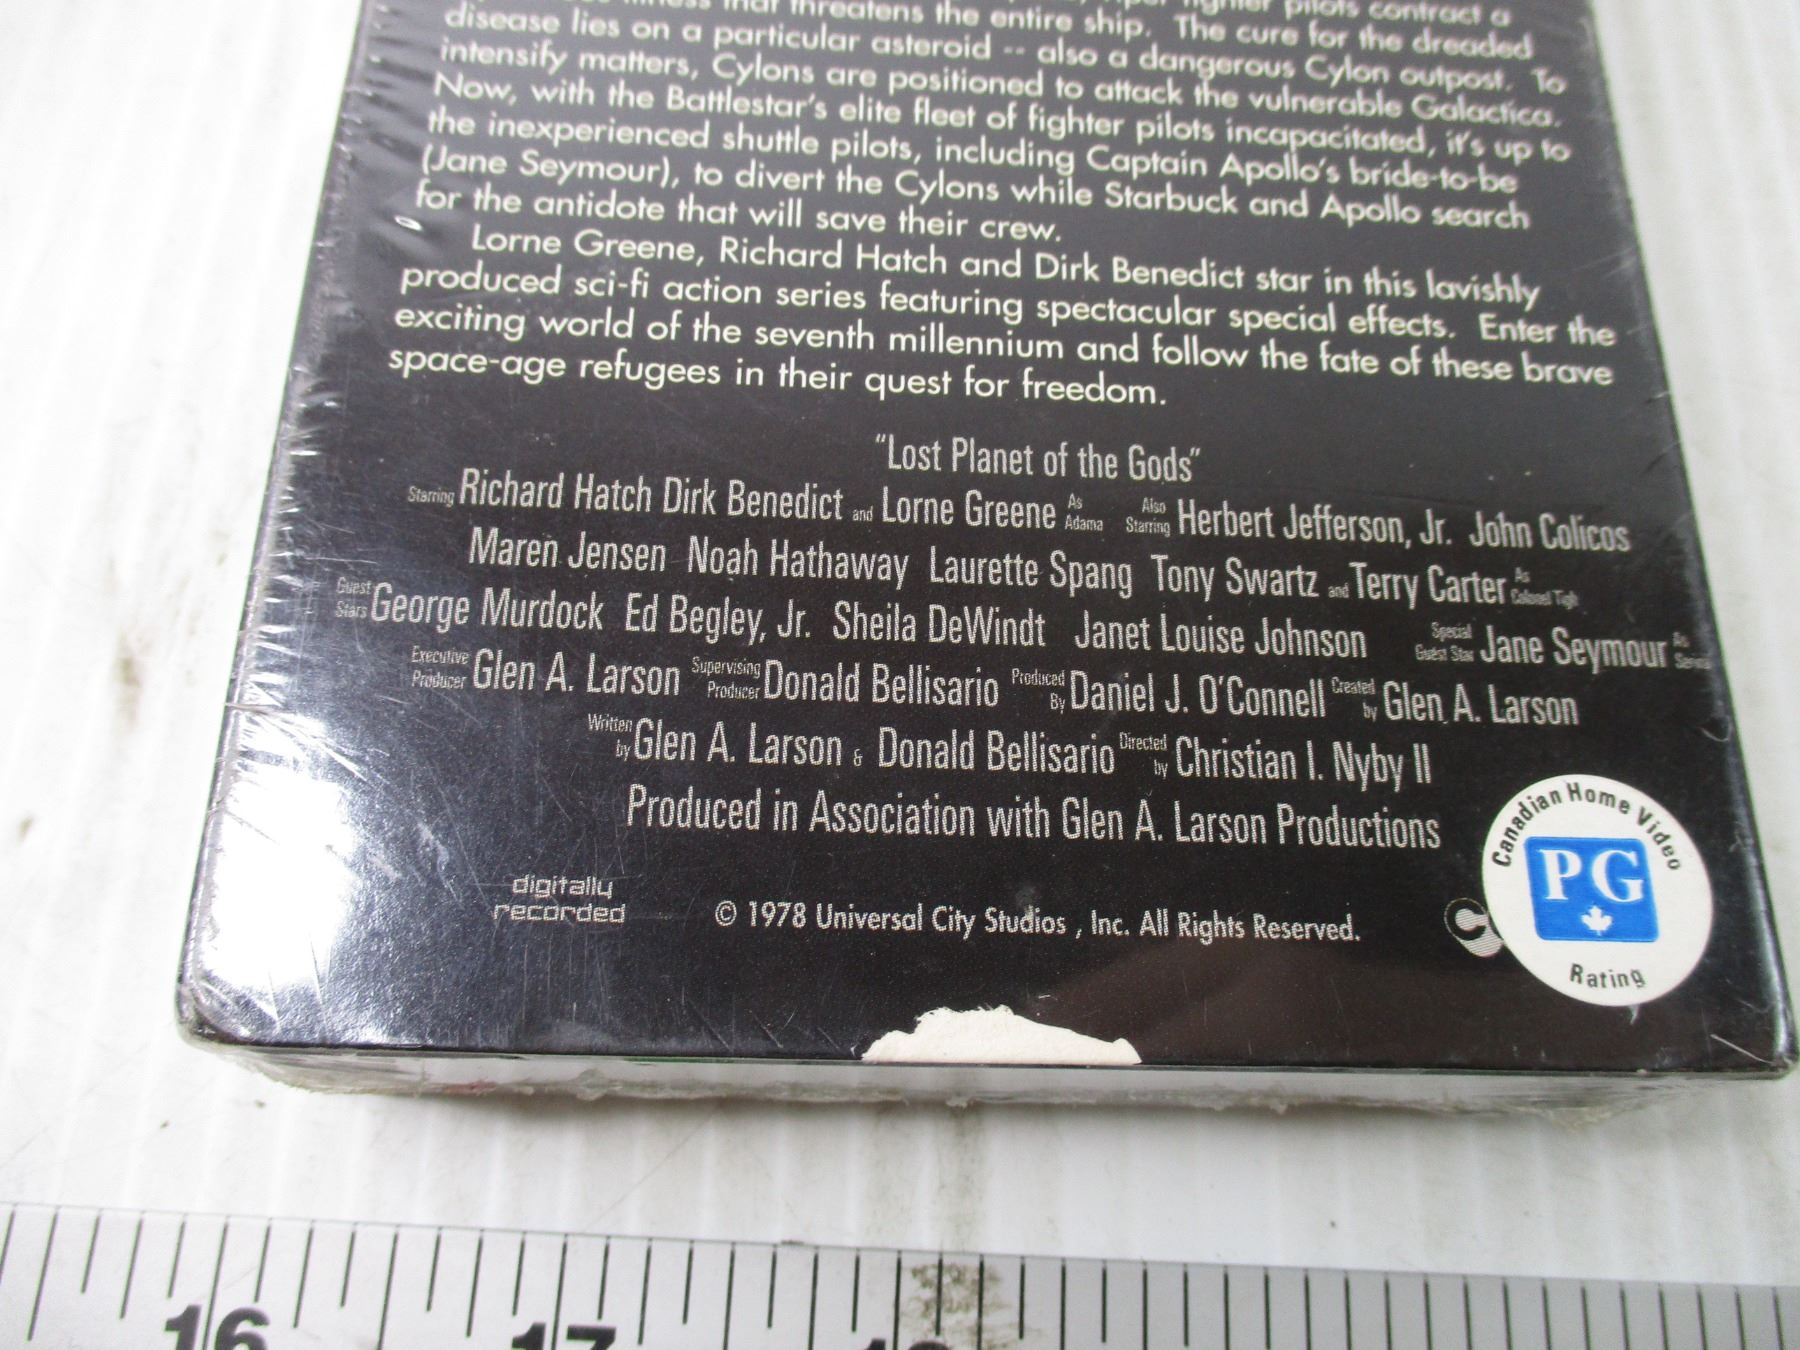 that threatens the entire ship. The cure for the dreaded
disease lies on a particular asteroid -- also a dangerous Cylon outpost. To
intensify matters, Cylons are positioned to attack the vulnerable Galactica.
Now, with the Battlestar's elite fleet of fighter pilots incapacitated, it's up to
the inexperienced shuttle pilots, including Captain Apollo's bride-to-be
(Jane Seymour), to divert the Cylons while Starbuck and Apollo search
for the antidote that will save their crew.
Lorne Greene, Richard Hatch and Dirk Benedict star in this lavishly
produced sci-fi action series featuring spectacular special effects. Enter the
exciting world of the seventh millennium and follow the fate of these brave
space-age refugees in their quest for freedom.
"Lost Planet of the Gods"
Starring Richard Hatch Dirk Benedict and Lorne Greene As Adama Also Starring Herbert Jefferson, Jr. John Colicos
Maren Jensen Noah Hathaway Laurette Spang Tony Swartz and Terry Carter As Colonel Tigh
Guest Stars George Murdock Ed Begley, Jr. Sheila DeWindt Janet Louise Johnson Special Guest Star Jane Seymour As
Executive Producer Glen A. Larson Supervising Producer Donald Bellisario Produced By Daniel J. O'Connell Created by Glen A. Larson
Written by Glen A. Larson & Donald Bellisario Directed by Christian I. Nyby II
Produced in Association with Glen A. Larson Productions
digitally
recorded
© 1978 Universal City Studios , Inc. All Rights Reserved.
Canadian Home Video
PG
Rating
16
17